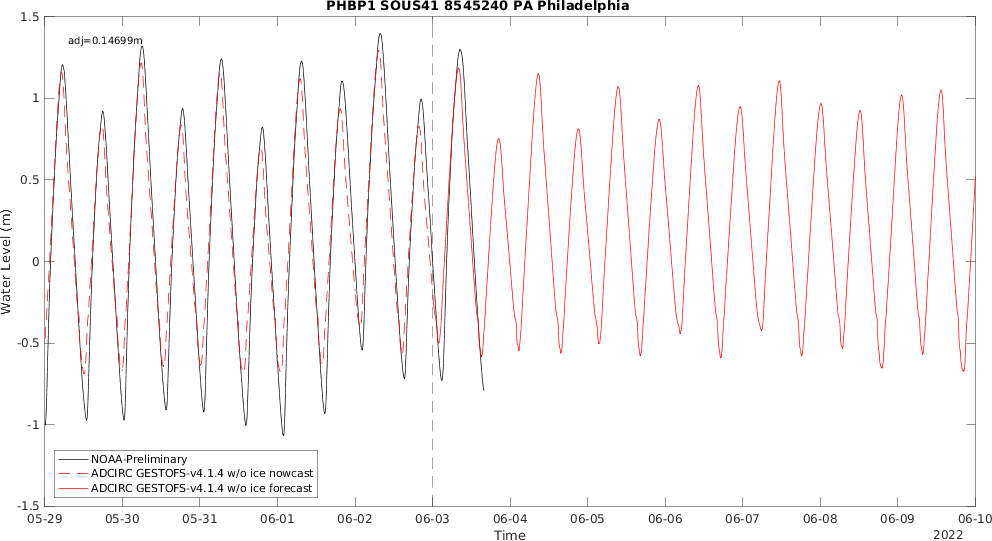 PHBP1 SOUS41 8545240 PA Philadelphia
adj=0.14699m
1.5
1
0.5
0
-0.5
-1
-1.5
Water Level (m)
NOAA-Preliminary
ADCIRC GESTOFS-v4.1.4 w/o ice nowcast
ADCIRC GESTOFS-v4.1.4 w/o ice forecast
05-29 05-30 05-31 06-01 06-02 06-03 06-04 06-05 06-06 06-07 06-08 06-09 06-10
Time
2022